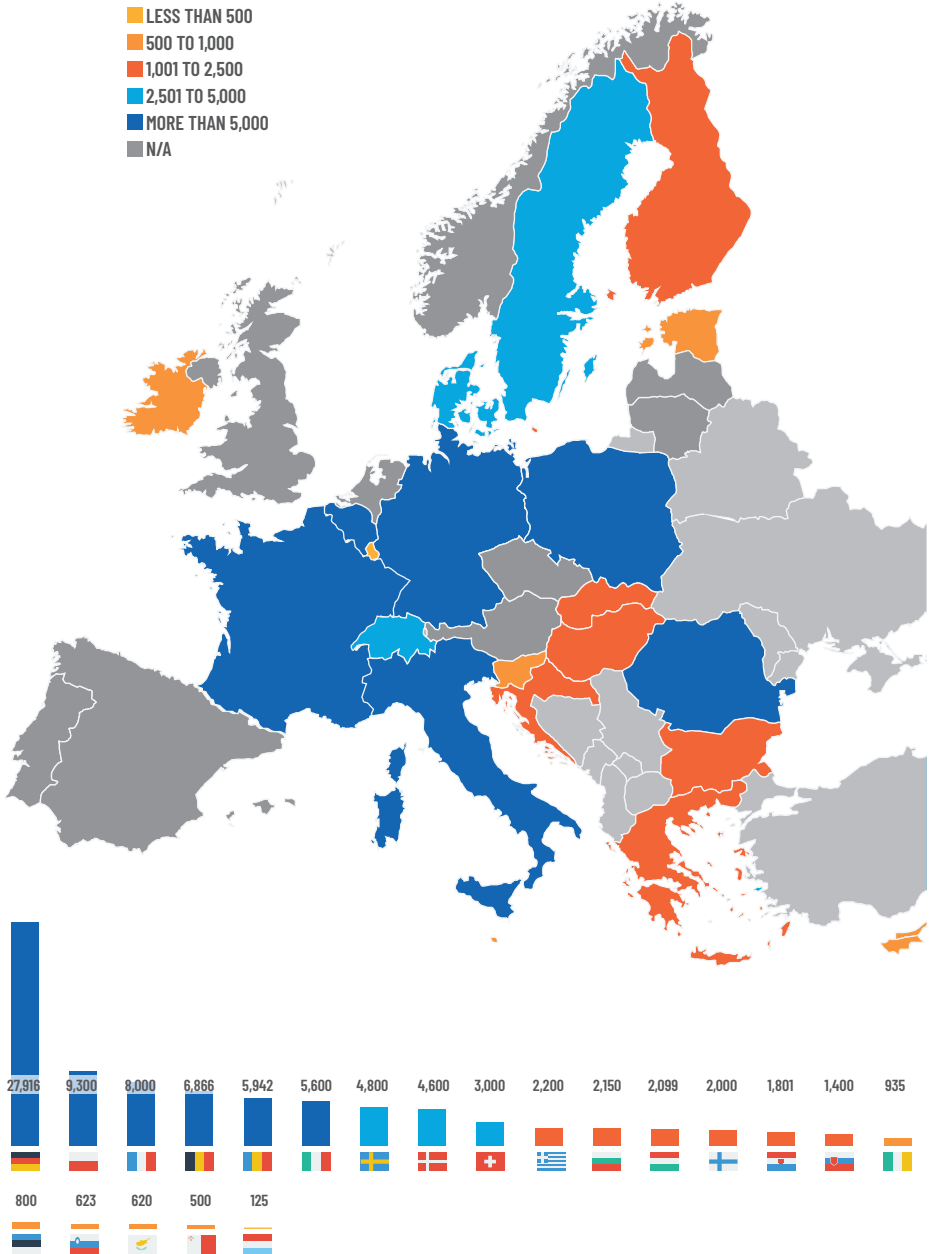 LESS THAN 500
500 TO 1,000
1,001 TO 2,500
2,501 TO 5,000
MORE THAN 5,000
N/A
27,916 9,300 8,000 6,866 5,942 5,600 4,800 4,600 3,000 2,200 2,150 2,099 2,000 1,801 1,400 935
800 623 620 500 125